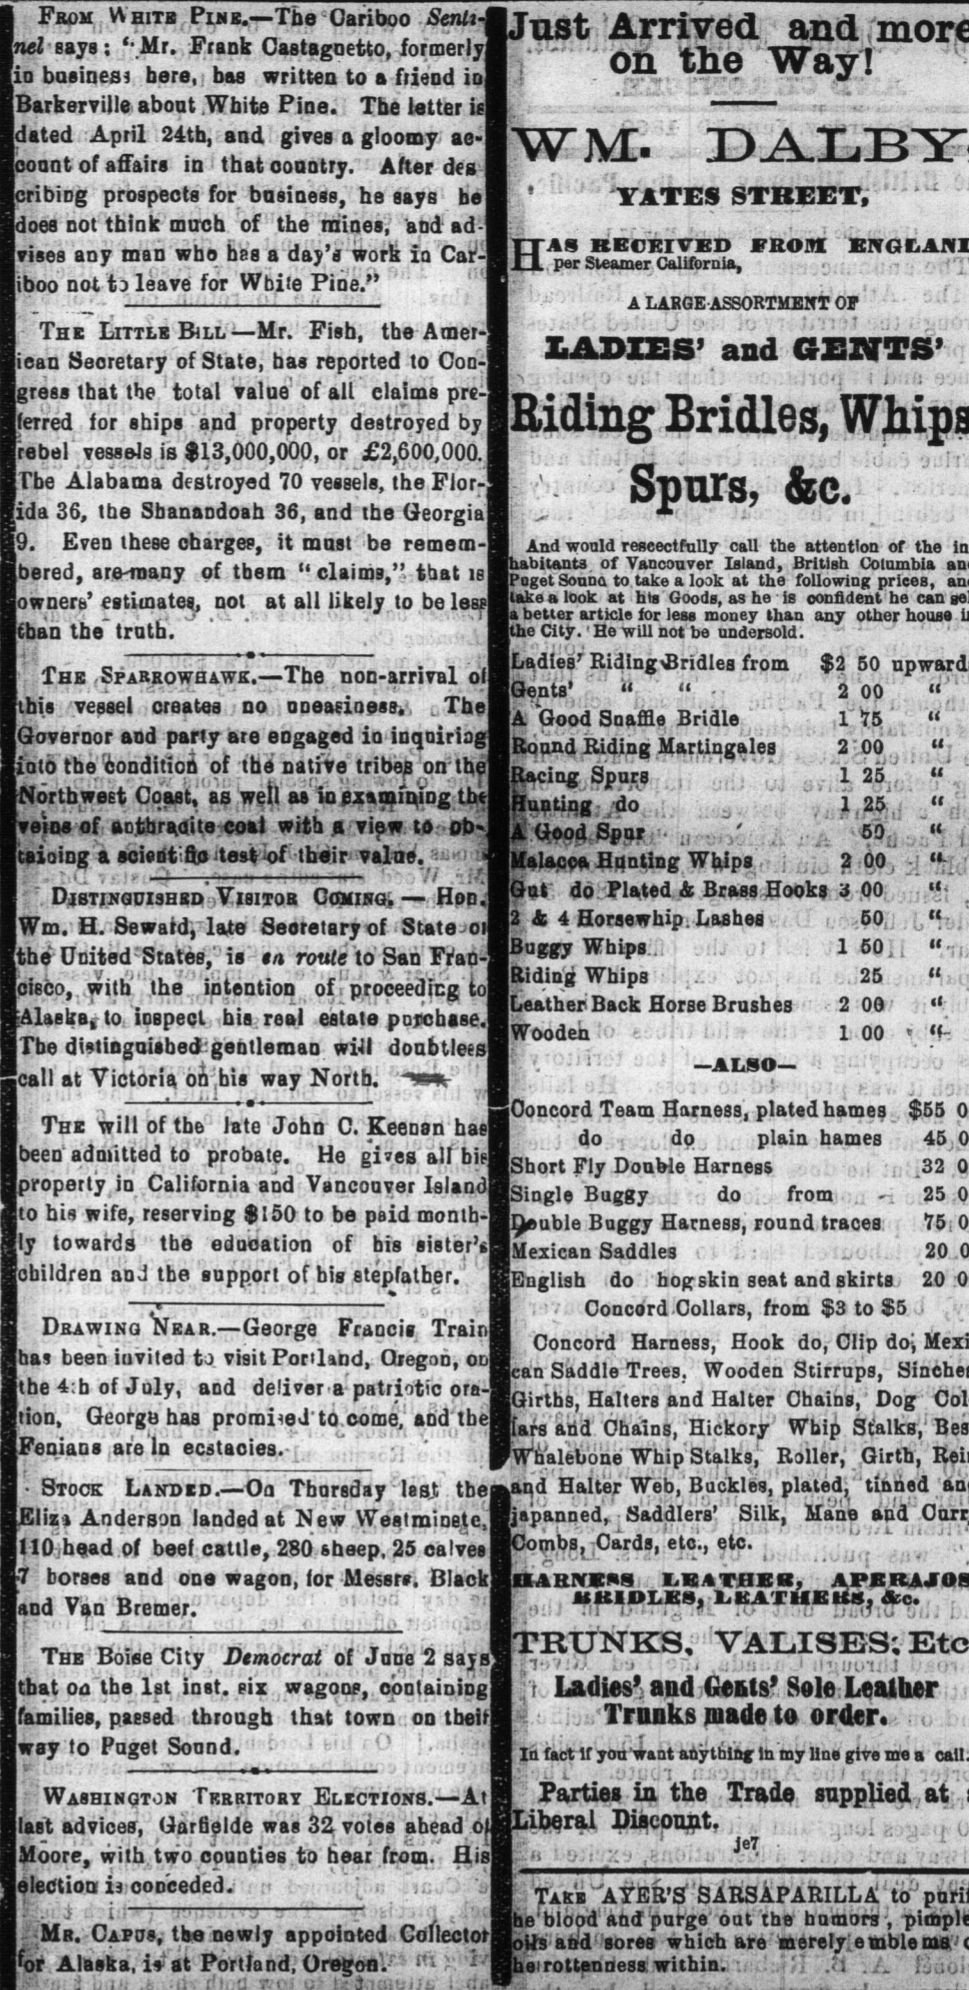 FROM WHITE PINE.—The Cariboo Senti-
nel says: "Mr. Frank Castagnetto, formerly
in business here, has written to a friend in
Barkerville about White Pine. The letter is
dated April 24th, and gives a gloomy ac-
count of affairs in that country. After des
cribing prospects for business, he says he
does not think much of the mines, and ad-
vises any man who has a day's work in Car-
iboo not to leave for White Pine."
THE LITTLE BILL—Mr. Fish, the Amer-
ican Secretary of State, has reported to Con-
gress that the total value of all claims pre-
ferred for ships and property destroyed by
rebel vessels is $13,000,000, or £2,600,000.
The Alabama destroyed 70 vessels, the Flor-
ida 36, the Shanandoah 36, and the Georgia
9. Even these charges, it must be remem-
bered, are many of them "claims," that is
owners' estimates, not at all likely to be less
than the truth.
THE SPARROWHAWK.—The non-arrival of
this vessel creates no uneasiness. The
Governor and party are engaged in inquiring
into the condition of the native tribes on the
Northwest Coast, as well as in examining the
veins of anthracite coal with a view to ob-
taining a scientific test of their value.
DISTINGUISHED VISITOR COMING.—Hon.
Wm. H. Seward, late Secretary of State of
the United States, is en route to San Fran-
cisco, with the intention of proceeding to
Alaska, to inspect his real estate purchase.
The distinguished gentleman will doubtless
call at Victoria on his way North.
THE will of the late John C. Keenan has
been admitted to probate. He gives all his
property in California and Vancouver Island
to his wife, reserving $150 to be paid month-
ly towards the education of his sister's
children and the support of his stepfather.
DRAWING NEAR.—George Francis Train
has been invited to visit Portland, Oregon, on
the 4th of July, and deliver a patriotic ora-
tion, George has promised to come, and the
Fenians are in ecstacies.
STOCK LANDED.—On Thursday last the
Eliza Anderson landed at New Westminste,
110 head of beef cattle, 280 sheep, 25 calves
7 horses and one wagon, for Messrs. Black
and Van Bremer.
THE Boise City Democrat of June 2 says
that on the 1st inst. six wagons, containing
families, passed through that town on their
way to Puget Sound.
WASHINGTON TERRITORY ELECTIONS.—At
last advices, Garfielde was 32 votes ahead of
Moore, with two counties to hear from. His
election is conceded.
MR. CAPUS, the newly appointed Collector
for Alaska, is at Portland, Oregon.
Just Arrived and more
on the Way!
WM. DALBY
YATES STREET,
HAS RECEIVED FROM ENGLAND
per Steamer California,
A LARGE ASSORTMENT OF
LADIES' and GENTS'
Riding Bridles, Whips
Spurs, &c.
And would resecctfully call the attention of the in
habitants of Vancouver Island, British Columbia and
Puget Sound to take a look at the following prices, and
take a look at his Goods, as he is confident he can sel
a better article for less money than any other house in
the City. He will not be undersold.
Ladies' Riding Bridles from $2 50 upward
Gents' " " 2 00 "
A Good Snaffle Bridle 1 75 "
Round Riding Martingales 2 00 "
Racing Spurs 1 25 "
Hunting do 1 25 "
A Good Spur 50 "
Malacca Hunting Whips 2 00 "
Gut do Plated & Brass Hooks 3 00 "
2 & 4 Horsewhip Lashes 50 "
Buggy Whips 1 50 "
Riding Whips 25 "
Leather Back Horse Brushes 2 00 "
Wooden 1 00 "
—ALSO—
Concord Team Harness, plated hames $55 0
do do plain hames 45 0
Short Fly Double Harness 32 0
Single Buggy do from 25 0
Double Buggy Harness, round traces 75 0
Mexican Saddles 20 0
English do hogskin seat and skirts 20 0
Concord Collars, from $3 to $5
Concord Harness, Hook do, Clip do, Mexi
can Saddle Trees, Wooden Stirrups, Sinches
Girths, Halters and Halter Chains, Dog Col
lars and Chains, Hickory Whip Stalks, Bes
Whalebone Whip Stalks, Roller, Girth, Rein
and Halter Web, Buckles, plated, tinned an
japanned, Saddlers' Silk, Mane and Curr
Combs, Cards, etc., etc.
HARNESS LEATHER, APERAJOS
BRIDLES, LEATHERS, &c.
TRUNKS, VALISES, Etc
Ladies' and Gents' Sole Leather
Trunks made to order.
In fact if you want anything in my line give me a call.
Parties in the Trade supplied at
Liberal Discount.
je7
TAKE AYER'S SARSAPARILLA to purif
he blood and purge out the humors, pimple
oils and sores which are merely emblems
he rottenness within.